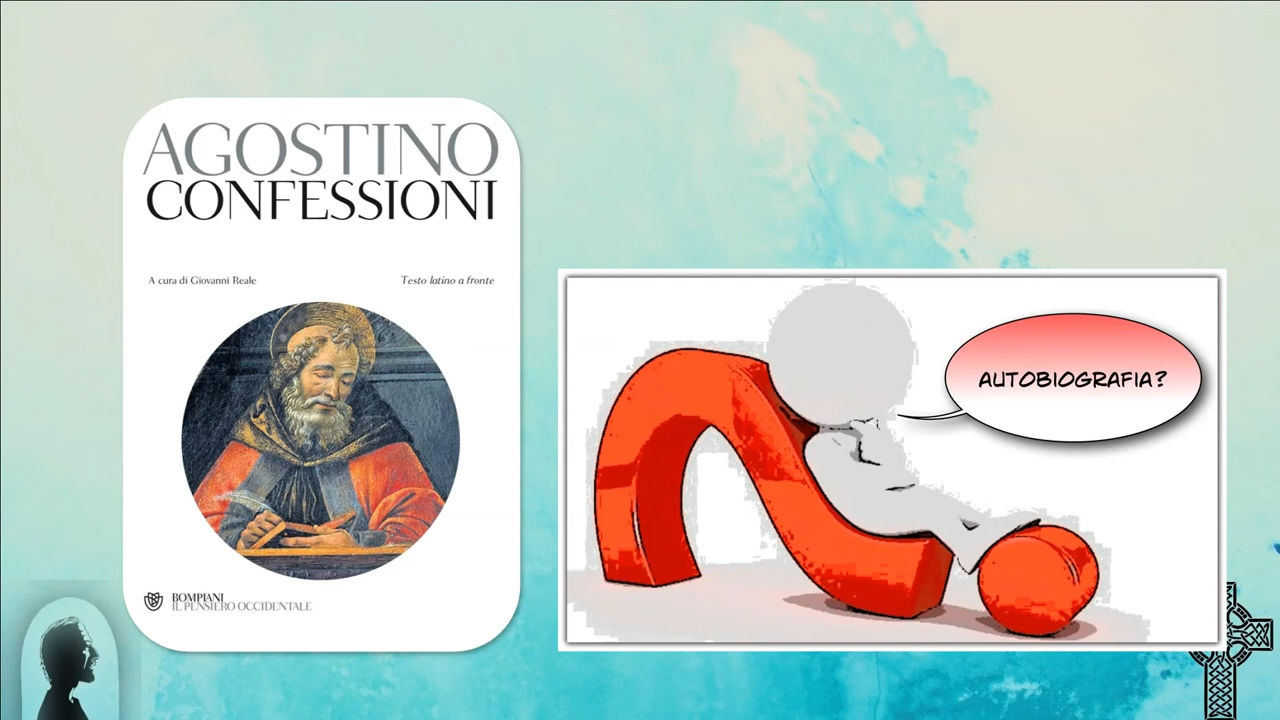 AGOSTINO
CONFESSIONI
A cura di Giovanni Reale
Testo latino a fronte
BOMPIANI
IL PENSIERO OCCIDENTALE
AUTOBIOGRAFIA?